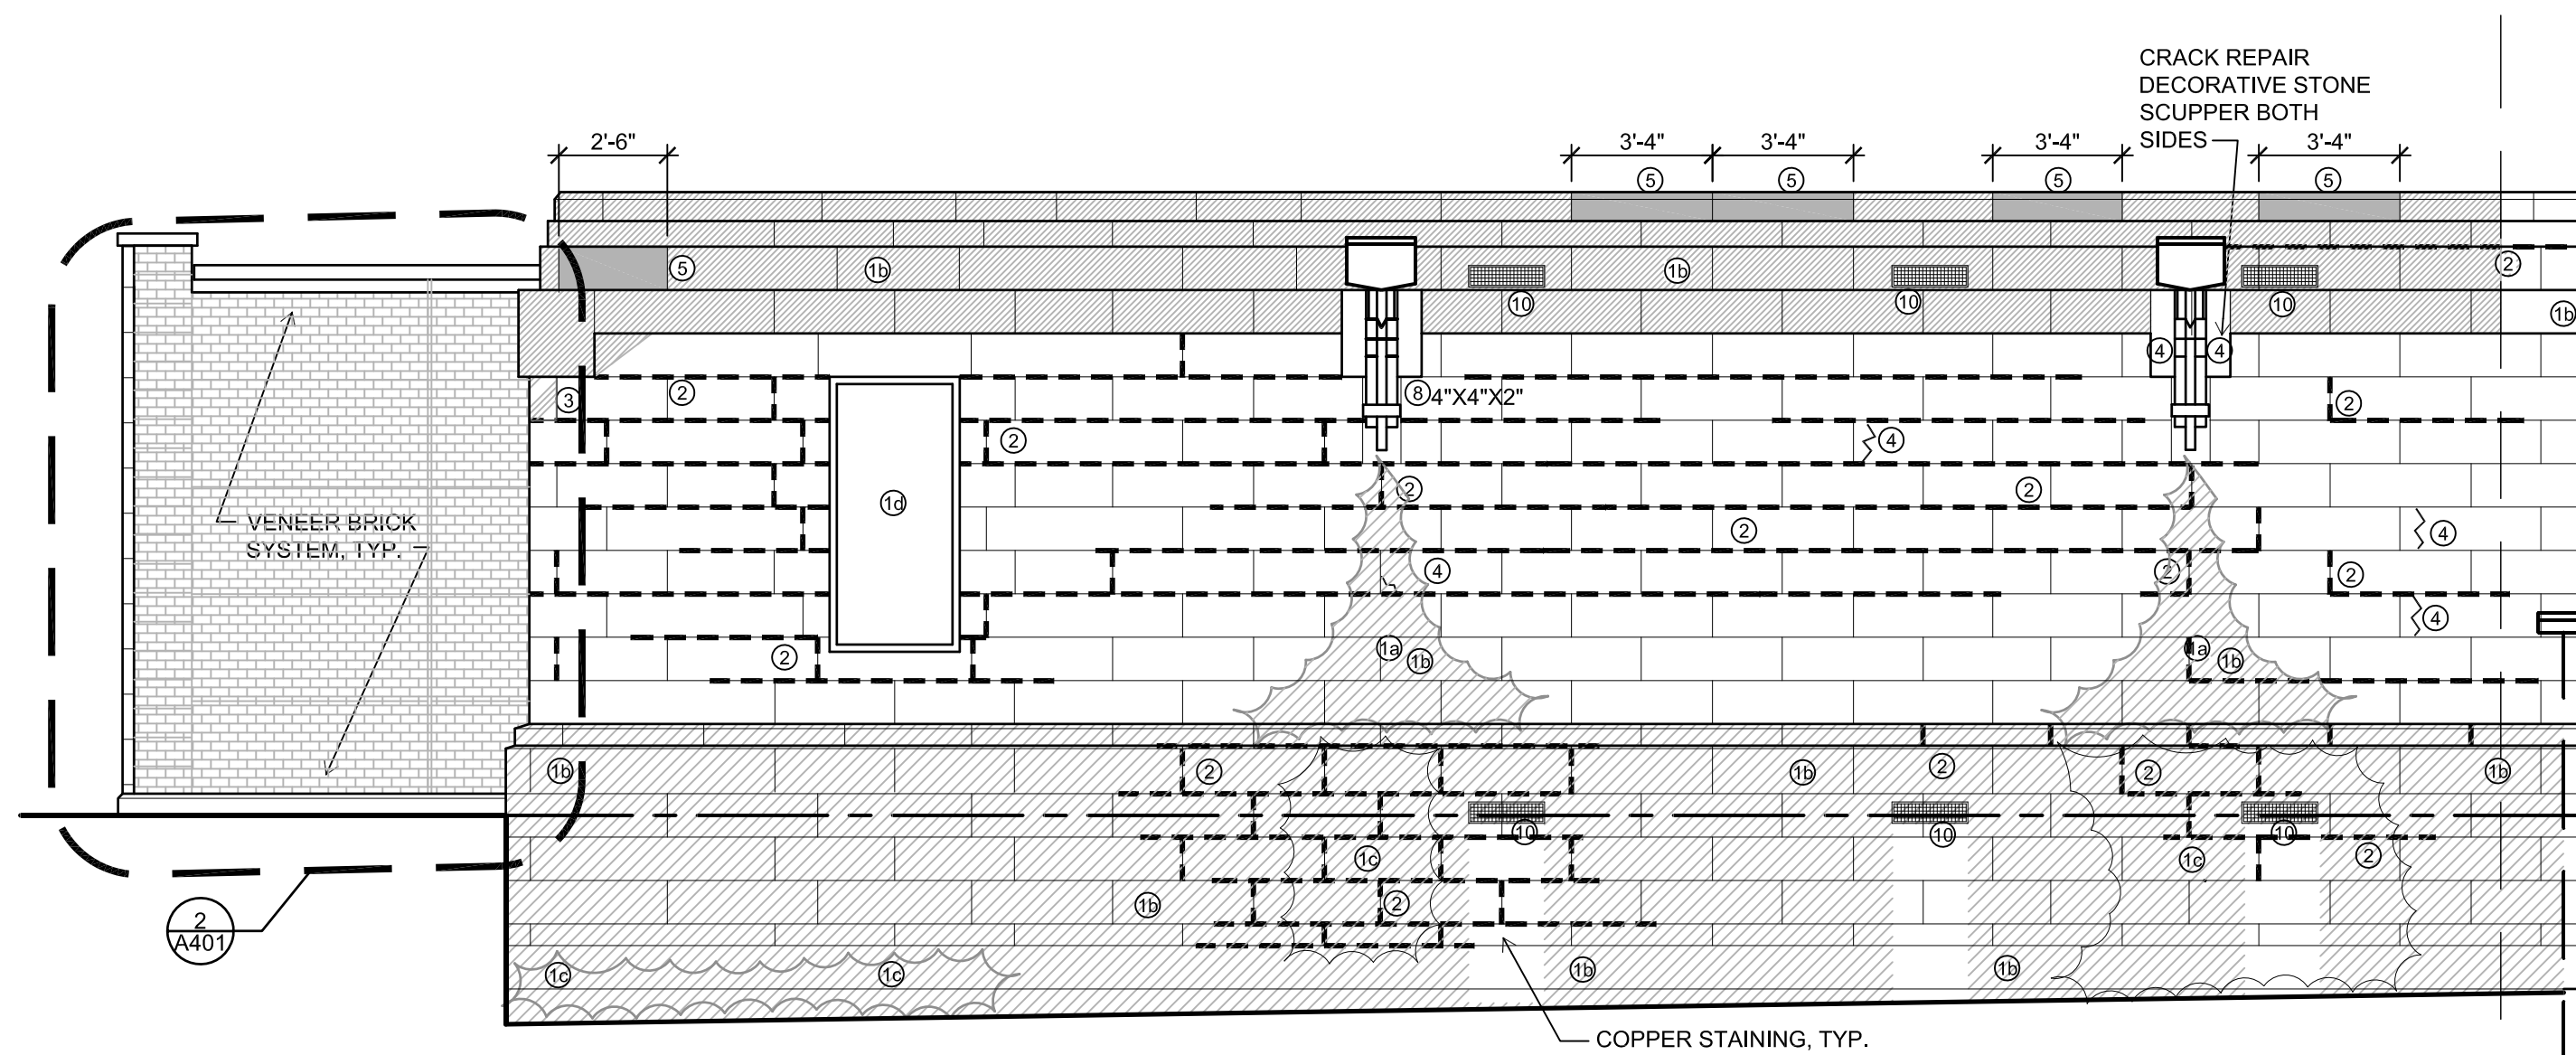 CRACK REPAIR
DECORATIVE STONE
SCUPPER BOTH
SIDES
2'-6" 3'-4" 3'-4" 3'-4" 3'-4"
5 5 5 5
5 1b 1b 2
10 10 10
1b
4 4
3 2 8 4"X4"X2" 2
2 4
2 2
1d
VENEER BRICK
SYSTEM, TYP.
2 4
4 2 2
4
2 1a 1b 1a 1b
1b 2 1b 2 2 1b
10 10 10
1c 1c 2
1b 2
2
A401
1c 1c 1b 1b
COPPER STAINING, TYP.